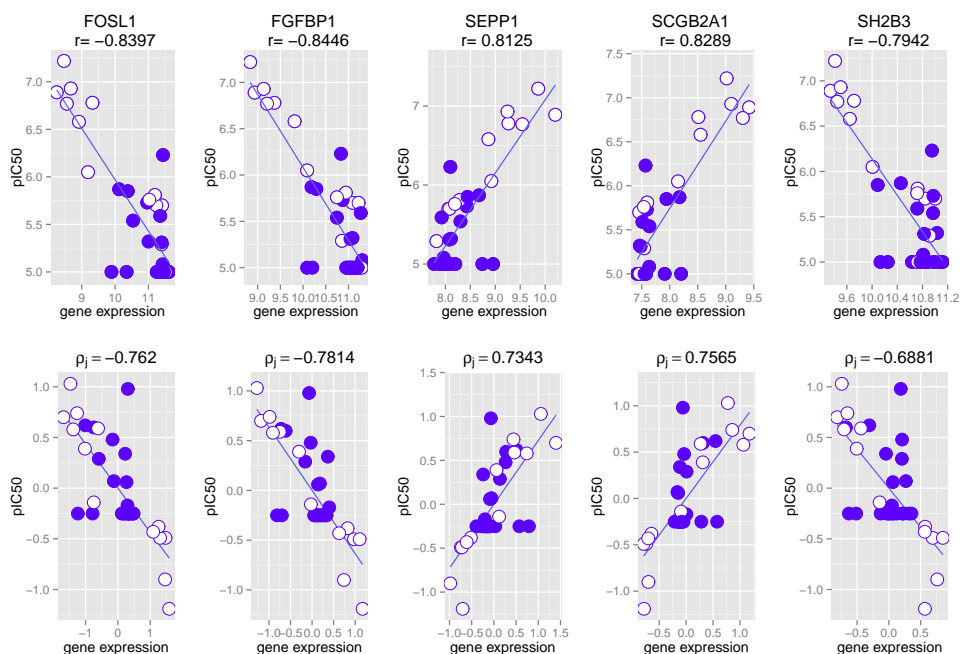 FOSL1
r= −0.8397
FGFBP1
r= −0.8446
SEPP1
r= 0.8125
SCGB2A1
r= 0.8289
SH2B3
r= −0.7942
pIC50
7.0
6.5
6.0
5.5
5.0
9 10 11
gene expression
pIC50
7.0
6.5
6.0
5.5
5.0
9.0 9.5 10.0 10.5 11.0
gene expression
pIC50
7
6
5
8.0 8.5 9.0 9.5 10.0
gene expression
pIC50
7.5
7.0
6.5
6.0
5.5
5.0
7.5 8.0 8.5 9.0 9.5
gene expression
pIC50
7.0
6.5
6.0
5.5
5.0
9.6 10.0 10.4 10.8 11.2
gene expression
ρj = −0.762
ρj = −0.7814
ρj = 0.7343
ρj = 0.7565
ρj = −0.6881
pIC50
1.0
0.5
0.0
−0.5
−1.0
−1 0 1
gene expression
pIC50
1.0
0.5
0.0
−0.5
−1.0
−1.0 −0.5 0.0 0.5 1.0
gene expression
pIC50
1.5
1.0
0.5
0.0
−0.5
−1.0
−1.0 −0.5 0.0 0.5 1.0 1.5
gene expression
pIC50
1.0
0.5
0.0
−0.5
−1.0
−0.5 0.0 0.5 1.0
gene expression
pIC50
1.0
0.5
0.0
−0.5
−1.0
−0.5 0.0 0.5
gene expression